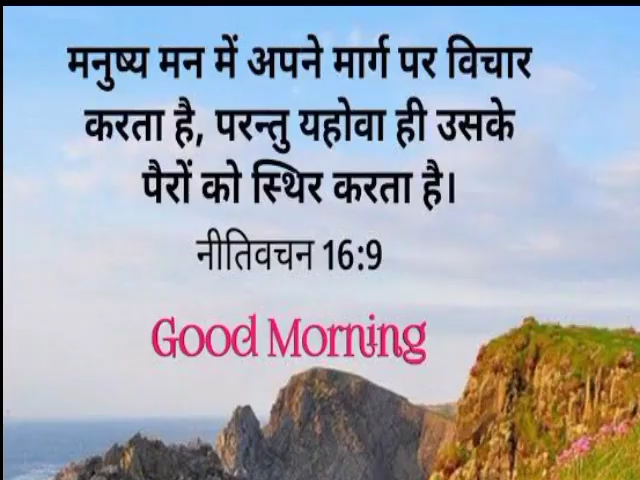 मनुष्य मन में अपने मार्ग पर विचार
करता है, परन्तु यहोवा ही उसके
पैरों को स्थिर करता है।
नीतिवचन 16:9
Good Morning